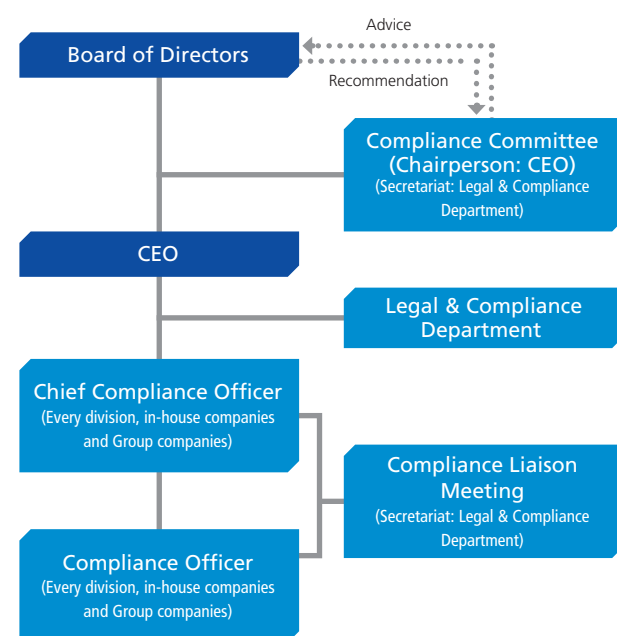 Advice
Board of Directors
Recommendation
Compliance Committee
(Chairperson: CEO)
(Secretariat: Legal & Compliance
Department)
CEO
Legal & Compliance
Department
Chief Compliance Officer
(Every division, in-house companies
and Group companies)
Compliance Liaison
Meeting
(Secretariat: Legal & Compliance
Department)
Compliance Officer
(Every division, in-house companies
and Group companies)